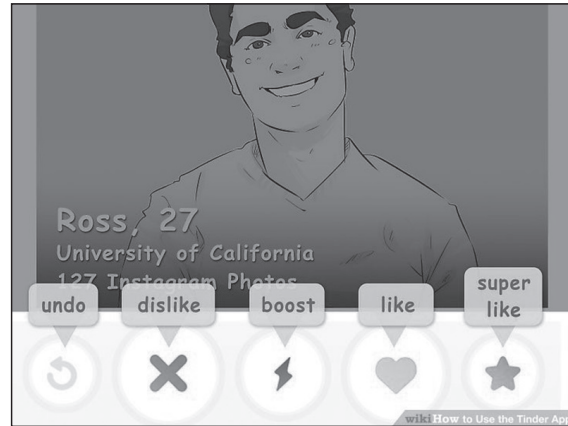 Ross, 27
University of California
127 Instagram Photos
undo
dislike
boost
like
super
like
wikiHow to Use the Tinder App